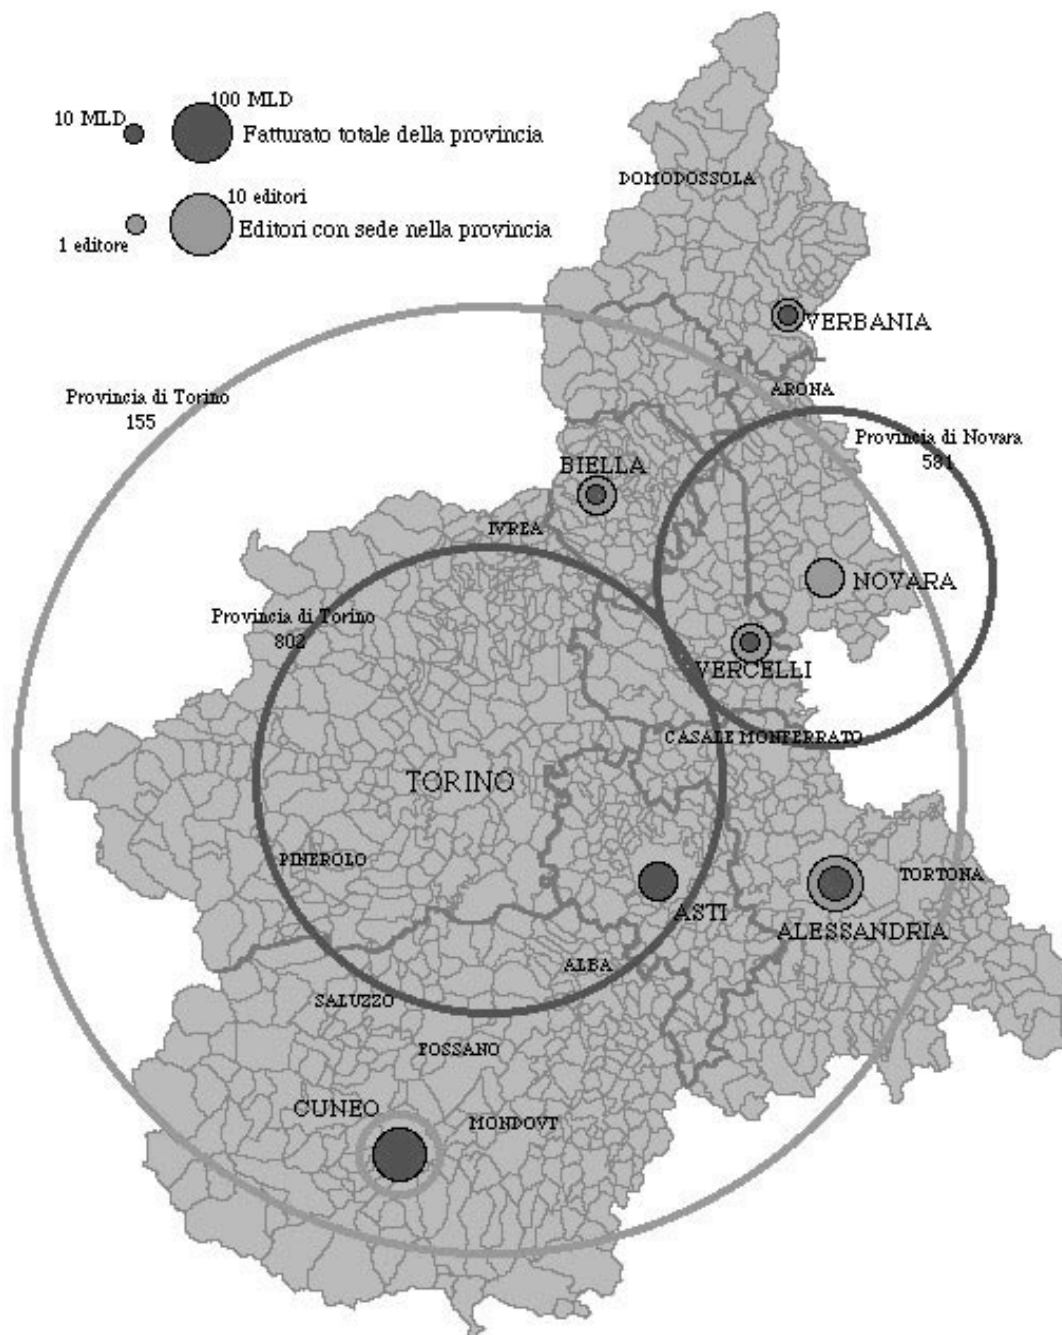 100 MLD
10 MLD
Fatturato totale della provincia
10 editori
Editori con sede nella provincia
1 editore
DOMODOSSOLA
VERBANIA
ARONA
Provincia di Torino
155
Provincia di Novara
581
BIELLA
IVREA
NOVARA
Provincia di Torino
802
VERCELLI
CASALE MONFERRATO
TORINO
PINEROLO
TORTONA
ASTI
ALESSANDRIA
ALBA
SALUZZO
FOSSANO
CUNEO
MONDOVT